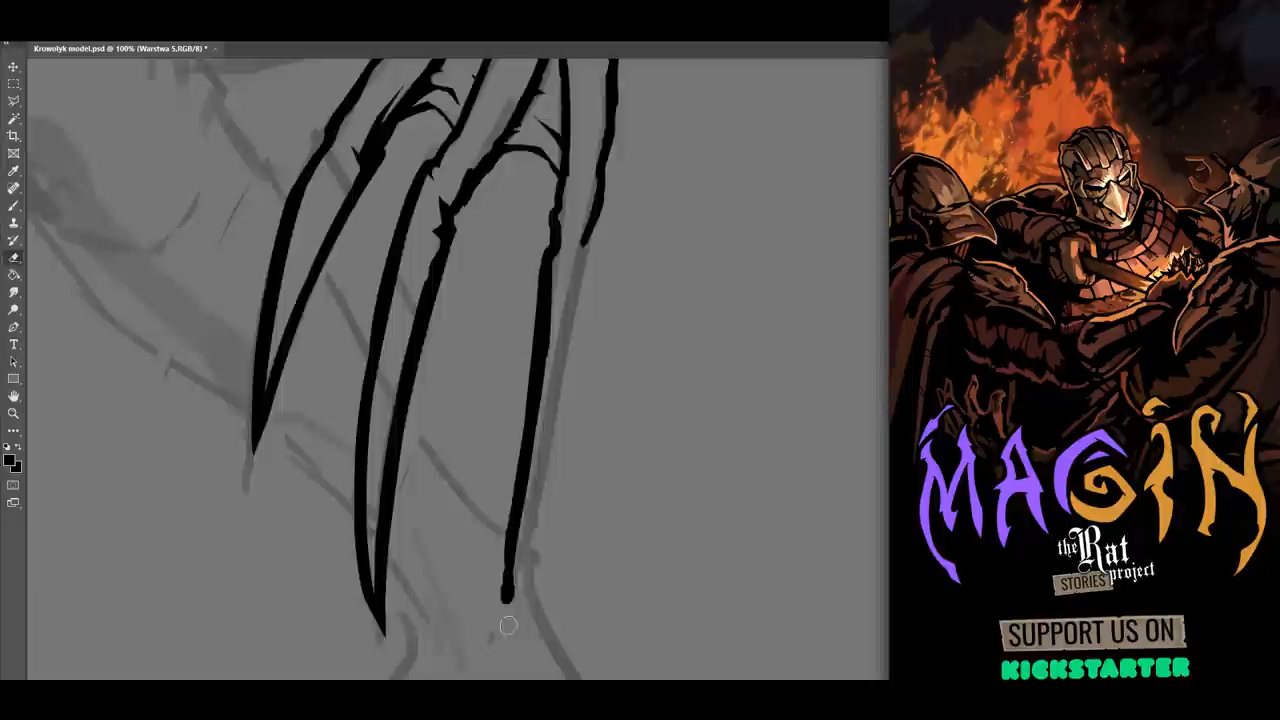 Krowolyk model.psd @ 100% (Warstwa 5,RGB/8) *
MAGIN
the Rat
STORIES project
SUPPORT US ON
KICKSTARTER